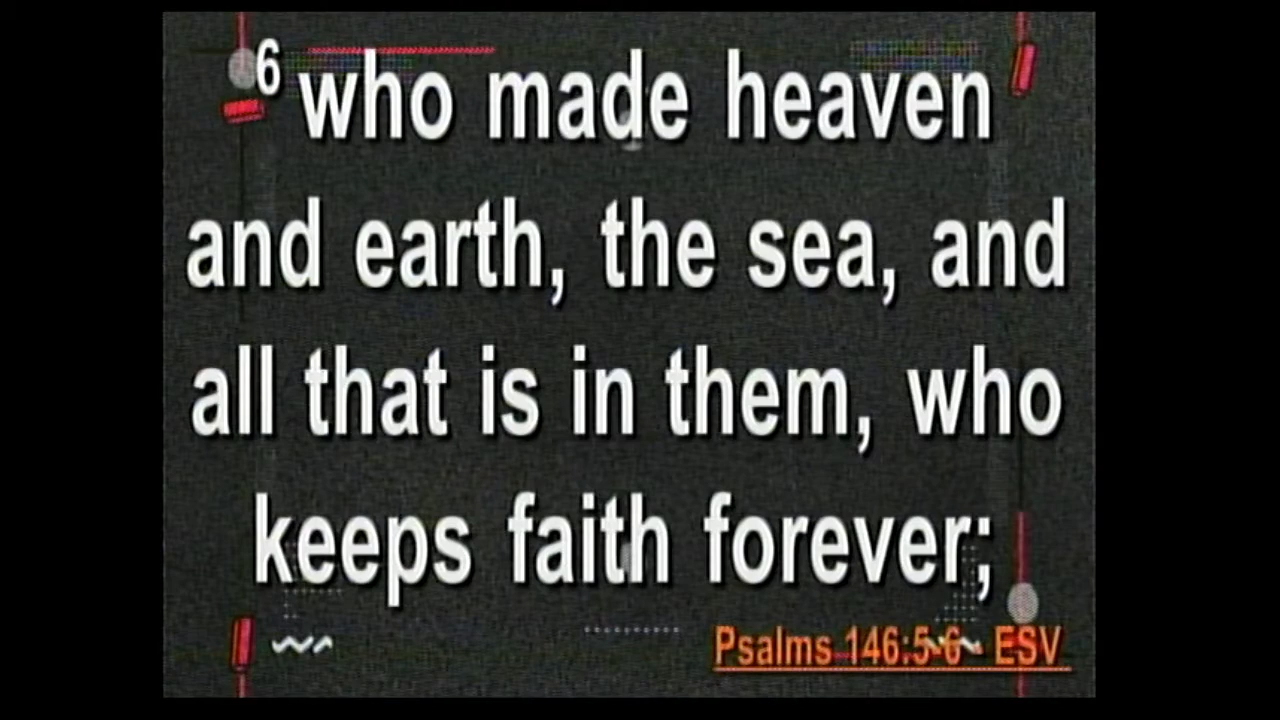 6 who made heaven
and earth, the sea, and
all that is in them, who
keeps faith forever;
Psalms 146:5-6 - ESV